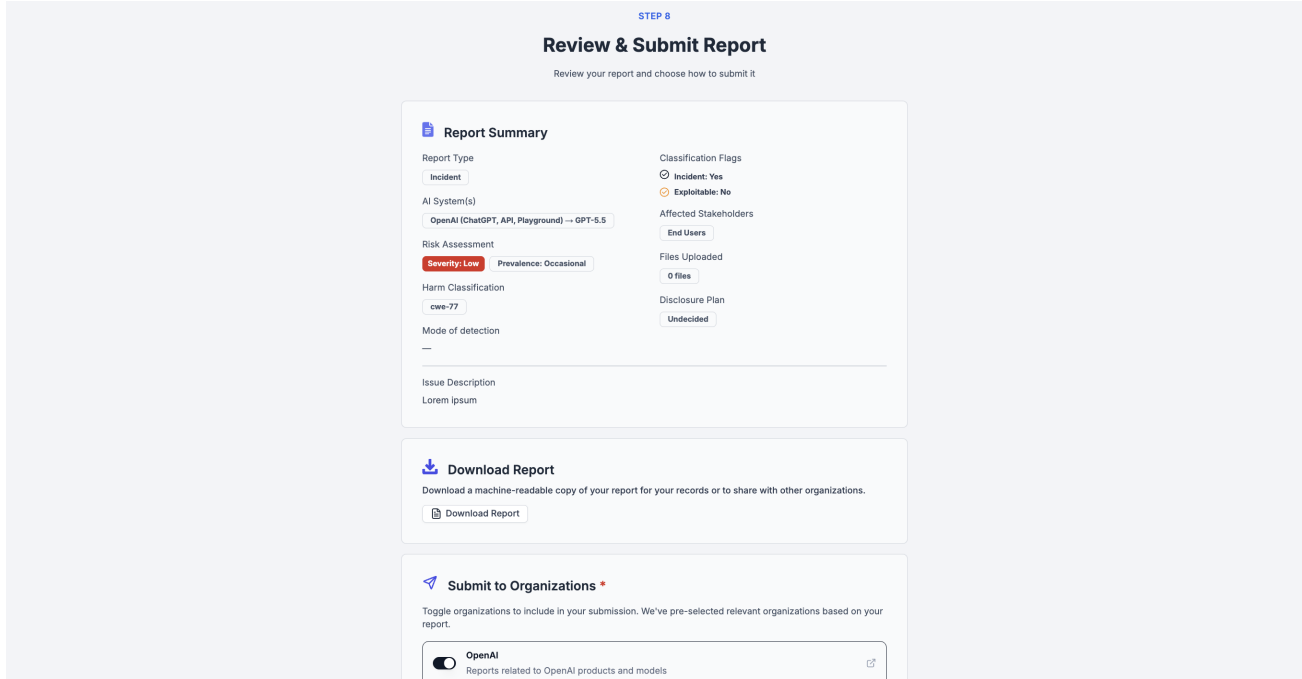 STEP 8
Review & Submit Report
Review your report and choose how to submit it
Report Summary
Report Type
Incident
AI System(s)
OpenAI (ChatGPT, API, Playground) → GPT-5.5
Risk Assessment
Severity: Low
Prevalence: Occasional
Harm Classification
cwe-77
Mode of detection
—
Classification Flags
Incident: Yes
Exploitable: No
Affected Stakeholders
End Users
Files Uploaded
0 files
Disclosure Plan
Undecided
Issue Description
Lorem ipsum
Download Report
Download a machine-readable copy of your report for your records or to share with other organizations.
Download Report
Submit to Organizations *
Toggle organizations to include in your submission. We've pre-selected relevant organizations based on your
report.
OpenAI
Reports related to OpenAI products and models